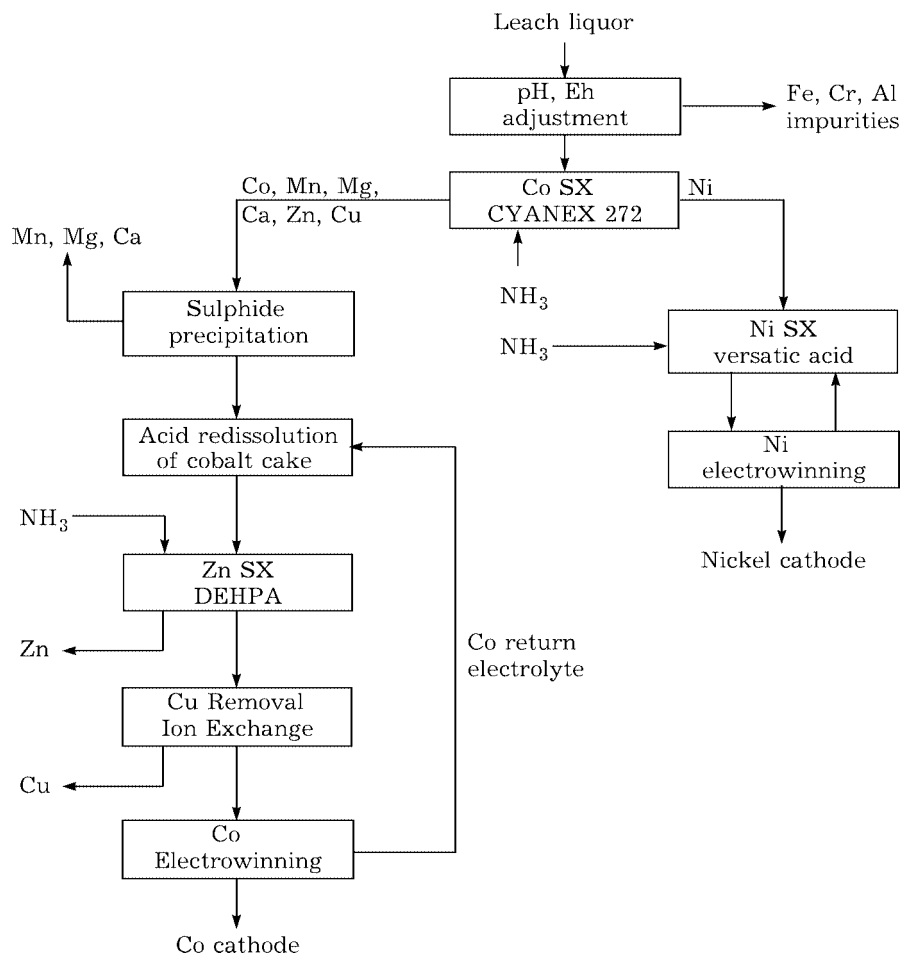 Leach liquor
pH, Eh
adjustment
Fe, Cr, Al
impurities
Co, Mn, Mg,
Ca, Zn, Cu
Co SX
CYANEX 272
Ni
Mn, Mg, Ca
NH₃
Sulphide
precipitation
NH₃
Ni SX
versatic acid
Acid redissolution
of cobalt cake
Ni
electrowinning
NH₃
Nickel cathode
Zn SX
DEHPA
Zn
Co return
electrolyte
Cu Removal
Ion Exchange
Cu
Co
Electrowinning
Co cathode